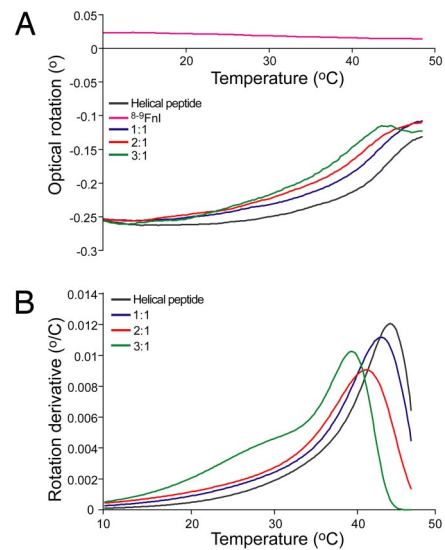 A
0.05
0
-0.1
-0.15
-0.2
-0.25
-0.3
Optical rotation (º)
20 30 40 50
Temperature (ºC)
Helical peptide
8-9FnI
1:1
2:1
3:1
B
0.014
0.012
0.01
0.008
0.006
0.004
0.002
0
Rotation derivative (º/C)
Helical peptide
1:1
2:1
3:1
10 20 30 40 50
Temperature (ºC)